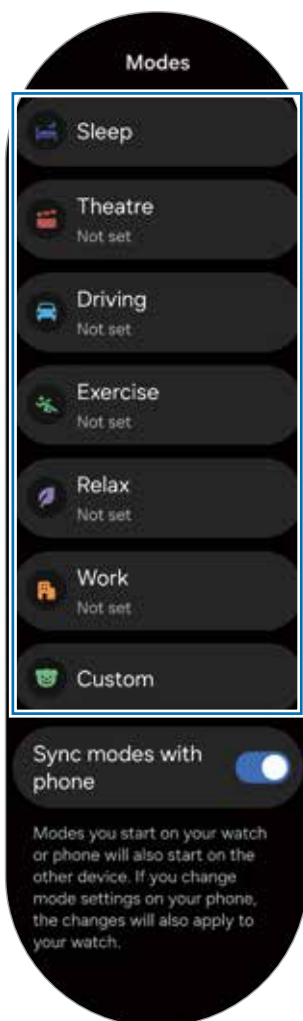 Modes
Sleep
Theatre
Not set
Driving
Not set
Exercise
Not set
Relax
Not set
Work
Not set
Custom
Sync modes with
phone
Modes you start on your watch
or phone will also start on the
other device. If you change
mode settings on your phone,
the changes will also apply to
your watch.